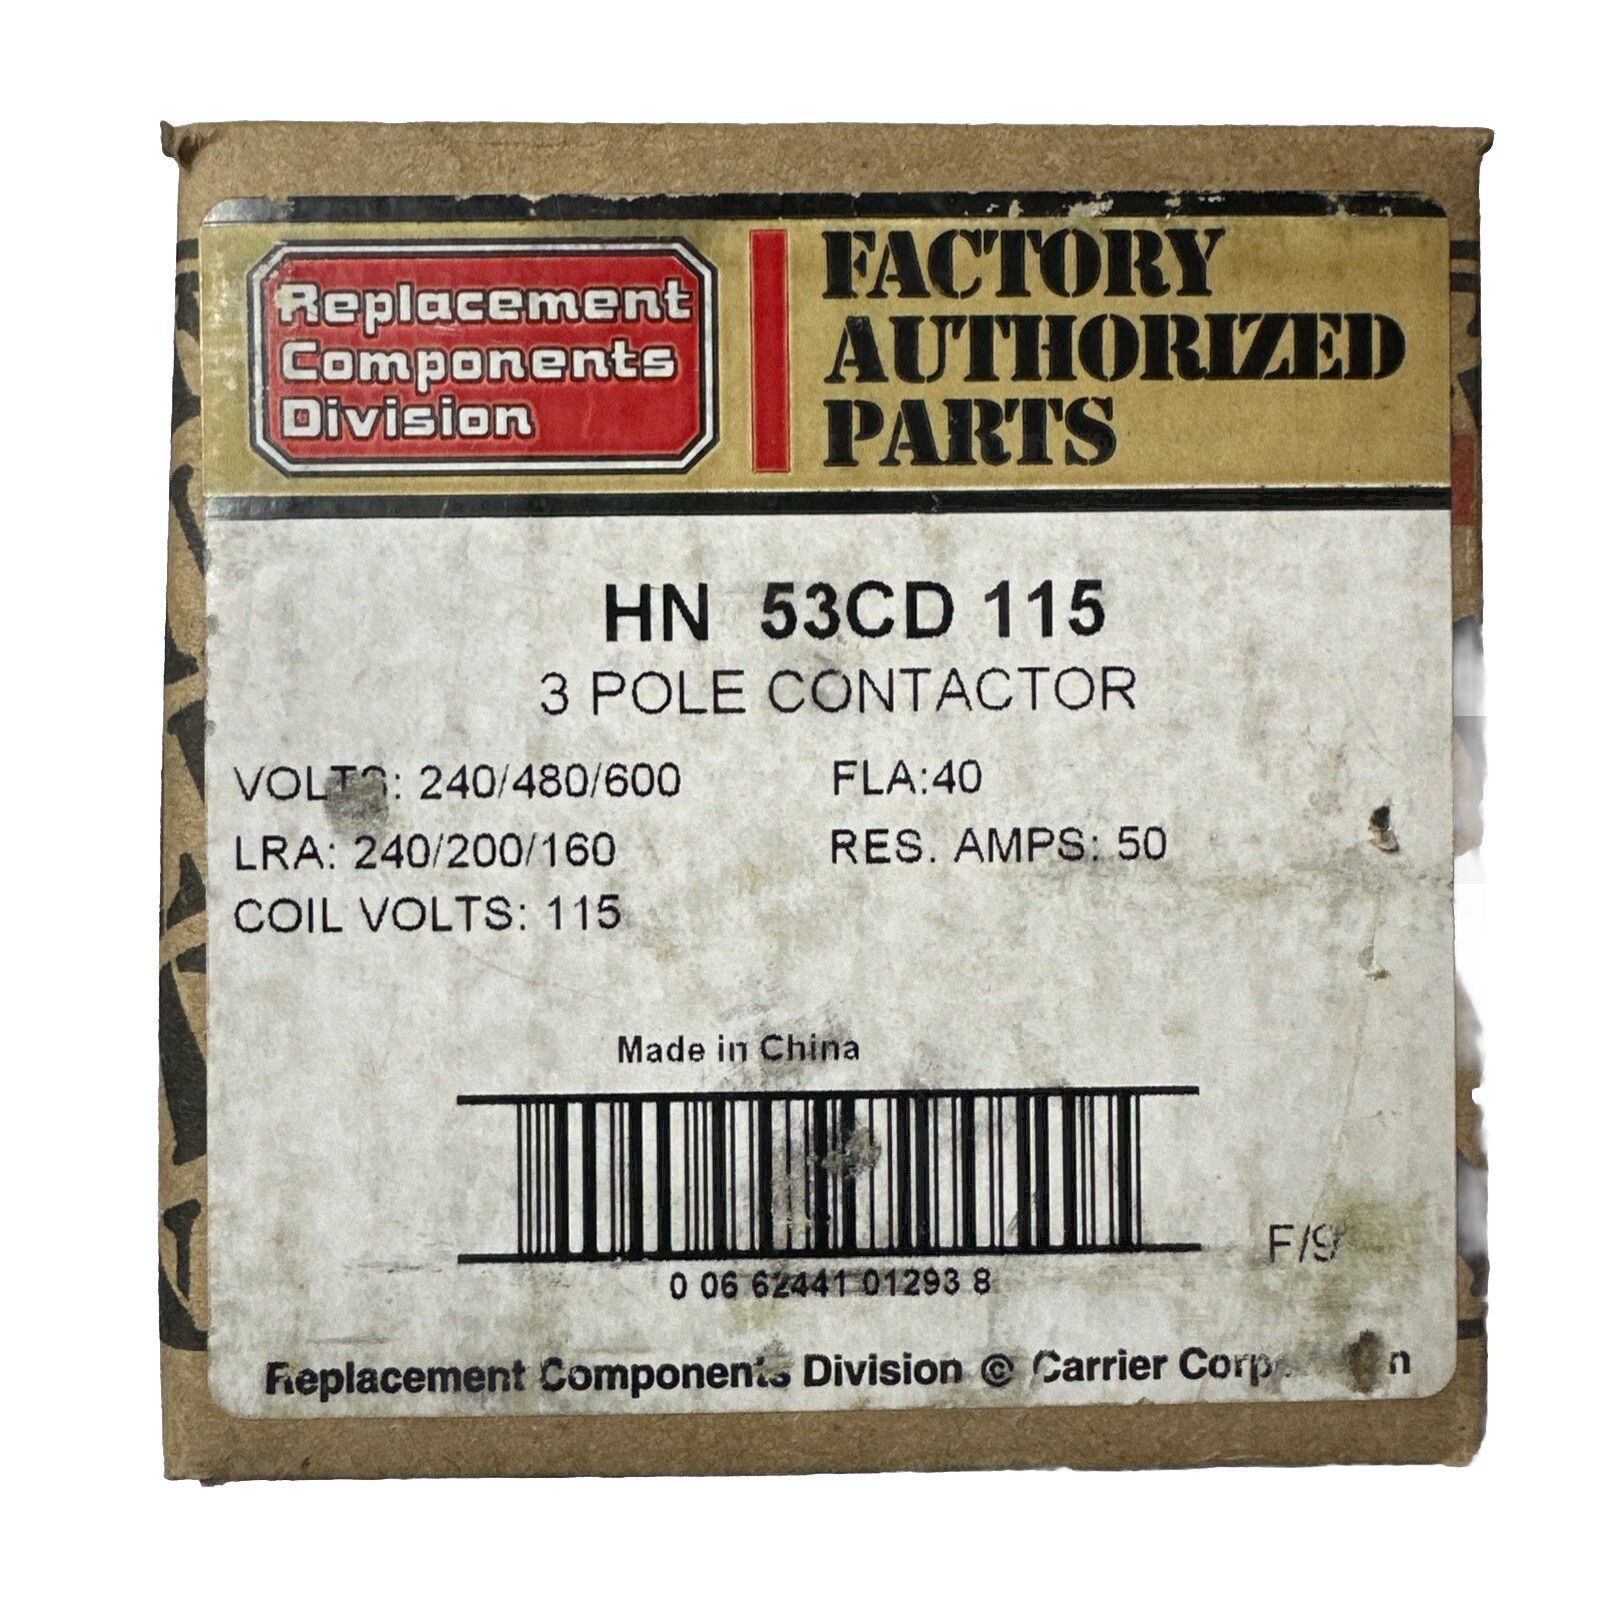 Replacement
Components
Division
FACTORY
AUTHORIZED
PARTS
HN 53CD 115
3 POLE CONTACTOR
VOLTS: 240/480/600
FLA:40
LRA: 240/200/160
RES. AMPS: 50
COIL VOLTS: 115
Made in China
0 06 62441 01293 8
Replacement Components Division © Carrier Corporation